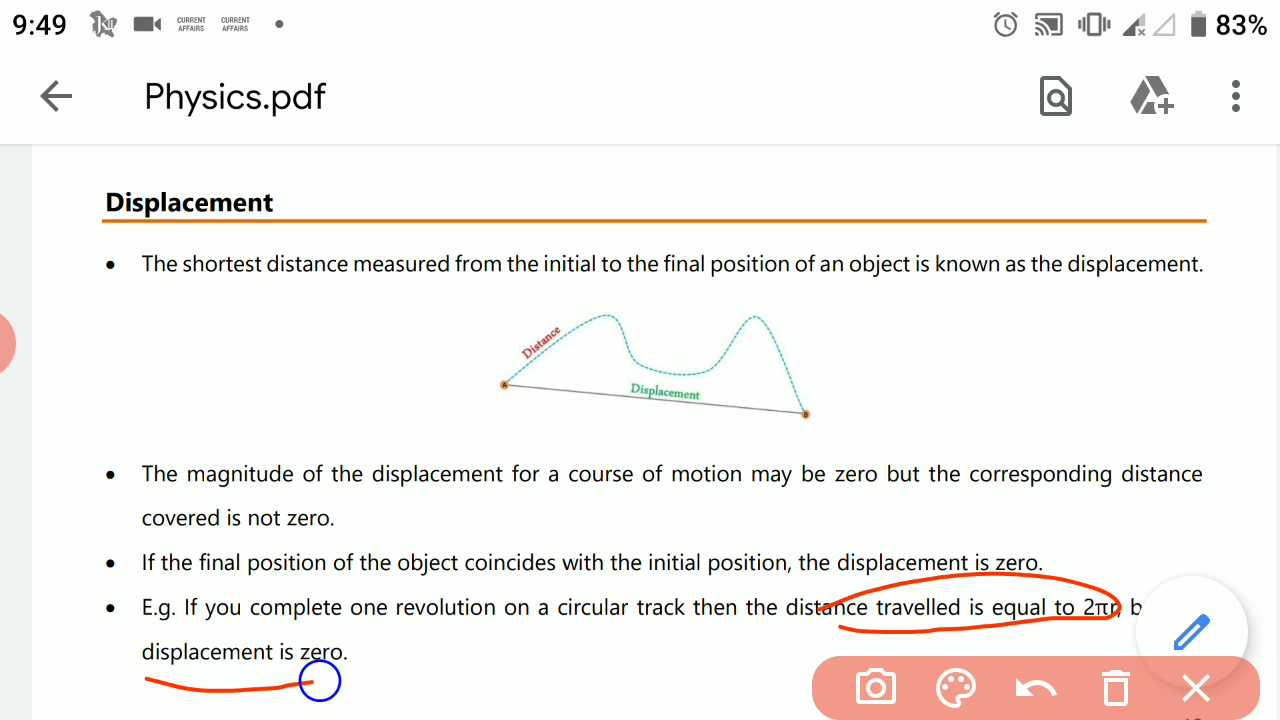 9:49 CURRENT AFFAIRS CURRENT AFFAIRS 83%
Physics.pdf
Displacement
• The shortest distance measured from the initial to the final position of an object is known as the displacement.
Distance
A
Displacement
B
• The magnitude of the displacement for a course of motion may be zero but the corresponding distance
covered is not zero.
• If the final position of the object coincides with the initial position, the displacement is zero.
• E.g. If you complete one revolution on a circular track then the distance travelled is equal to 2πr,
displacement is zero.